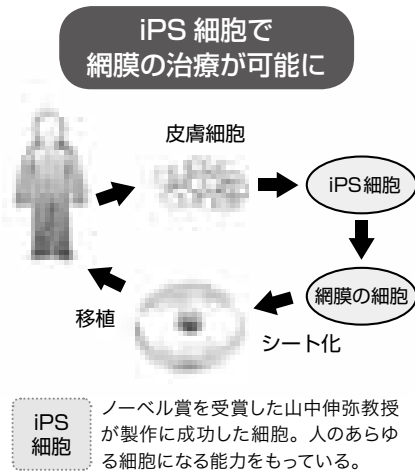 iPS 細胞で
網膜の治療が可能に
皮膚細胞
iPS細胞
網膜の細胞
シート化
移植
iPS
細胞
ノーベル賞を受賞した山中伸弥教授
が製作に成功した細胞。人のあらゆ
る細胞になる能力をもっている。